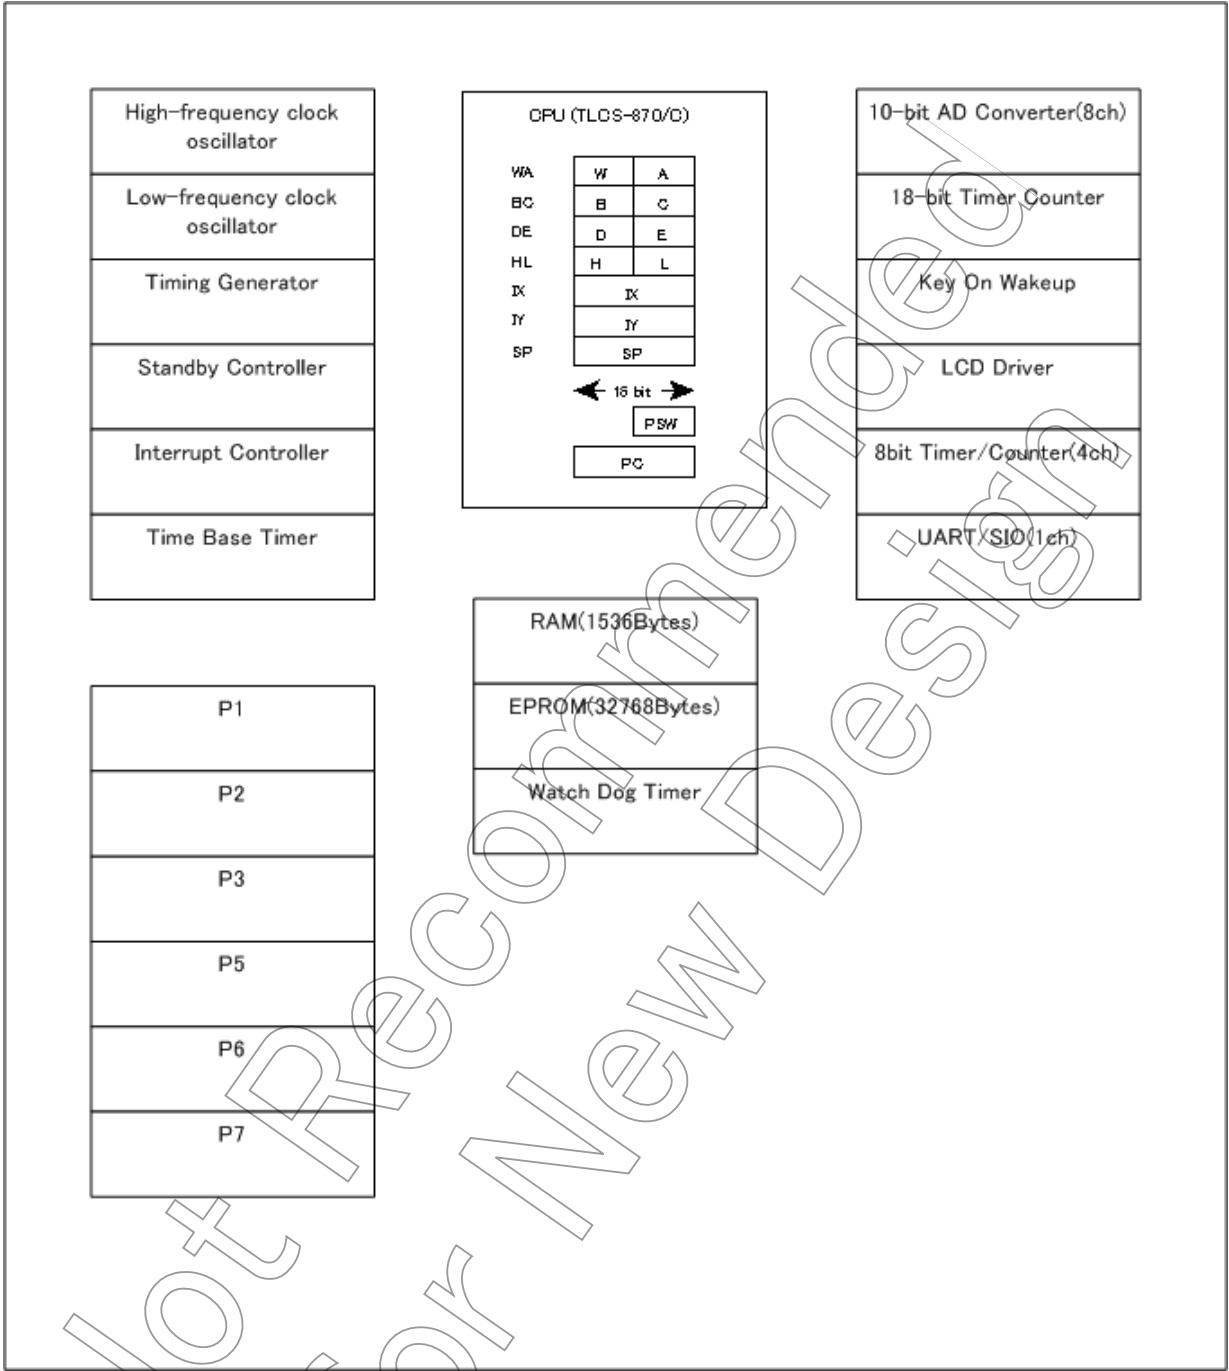 High-frequency clock
oscillator
Low-frequency clock
oscillator
Timing Generator
Standby Controller
Interrupt Controller
Time Base Timer
CPU (TLCS-870/C)
WA W A
BC B C
DE D E
HL H L
IX IX
IY IY
SP SP
16 bit
PSW
PC
10-bit AD Converter(8ch)
18-bit Timer Counter
Key On Wakeup
LCD Driver
8bit Timer/Counter(4ch)
UART/SIO(1ch)
RAM(1536Bytes)
EPROM(32768Bytes)
Watch Dog Timer
P1
P2
P3
P5
P6
P7
Not Recommended
for New Design